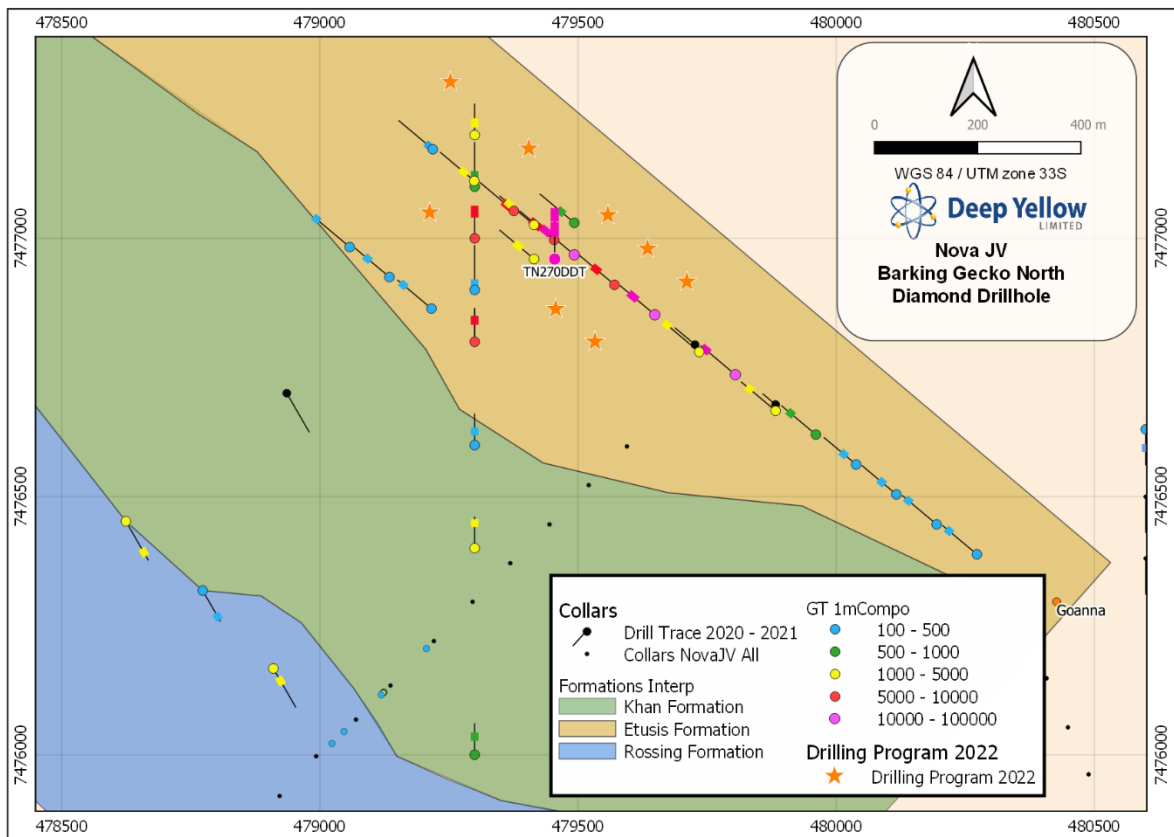 478500 479000 479500 480000 480500
7477000
7476500
7476000
7477000
7476500
7476000
0 200 400 m
WGS 84 / UTM zone 33S
Deep Yellow
LIMITED
Nova JV
Barking Gecko North
Diamond Drillhole
TN270DDT
Goanna
Collars
Drill Trace 2020 - 2021
Collars NovaJV All
Formations Interp
Khan Formation
Etusis Formation
Rossing Formation
GT 1mCompo
100 - 500
500 - 1000
1000 - 5000
5000 - 10000
10000 - 100000
Drilling Program 2022
Drilling Program 2022
478500 479000 479500 480000 480500